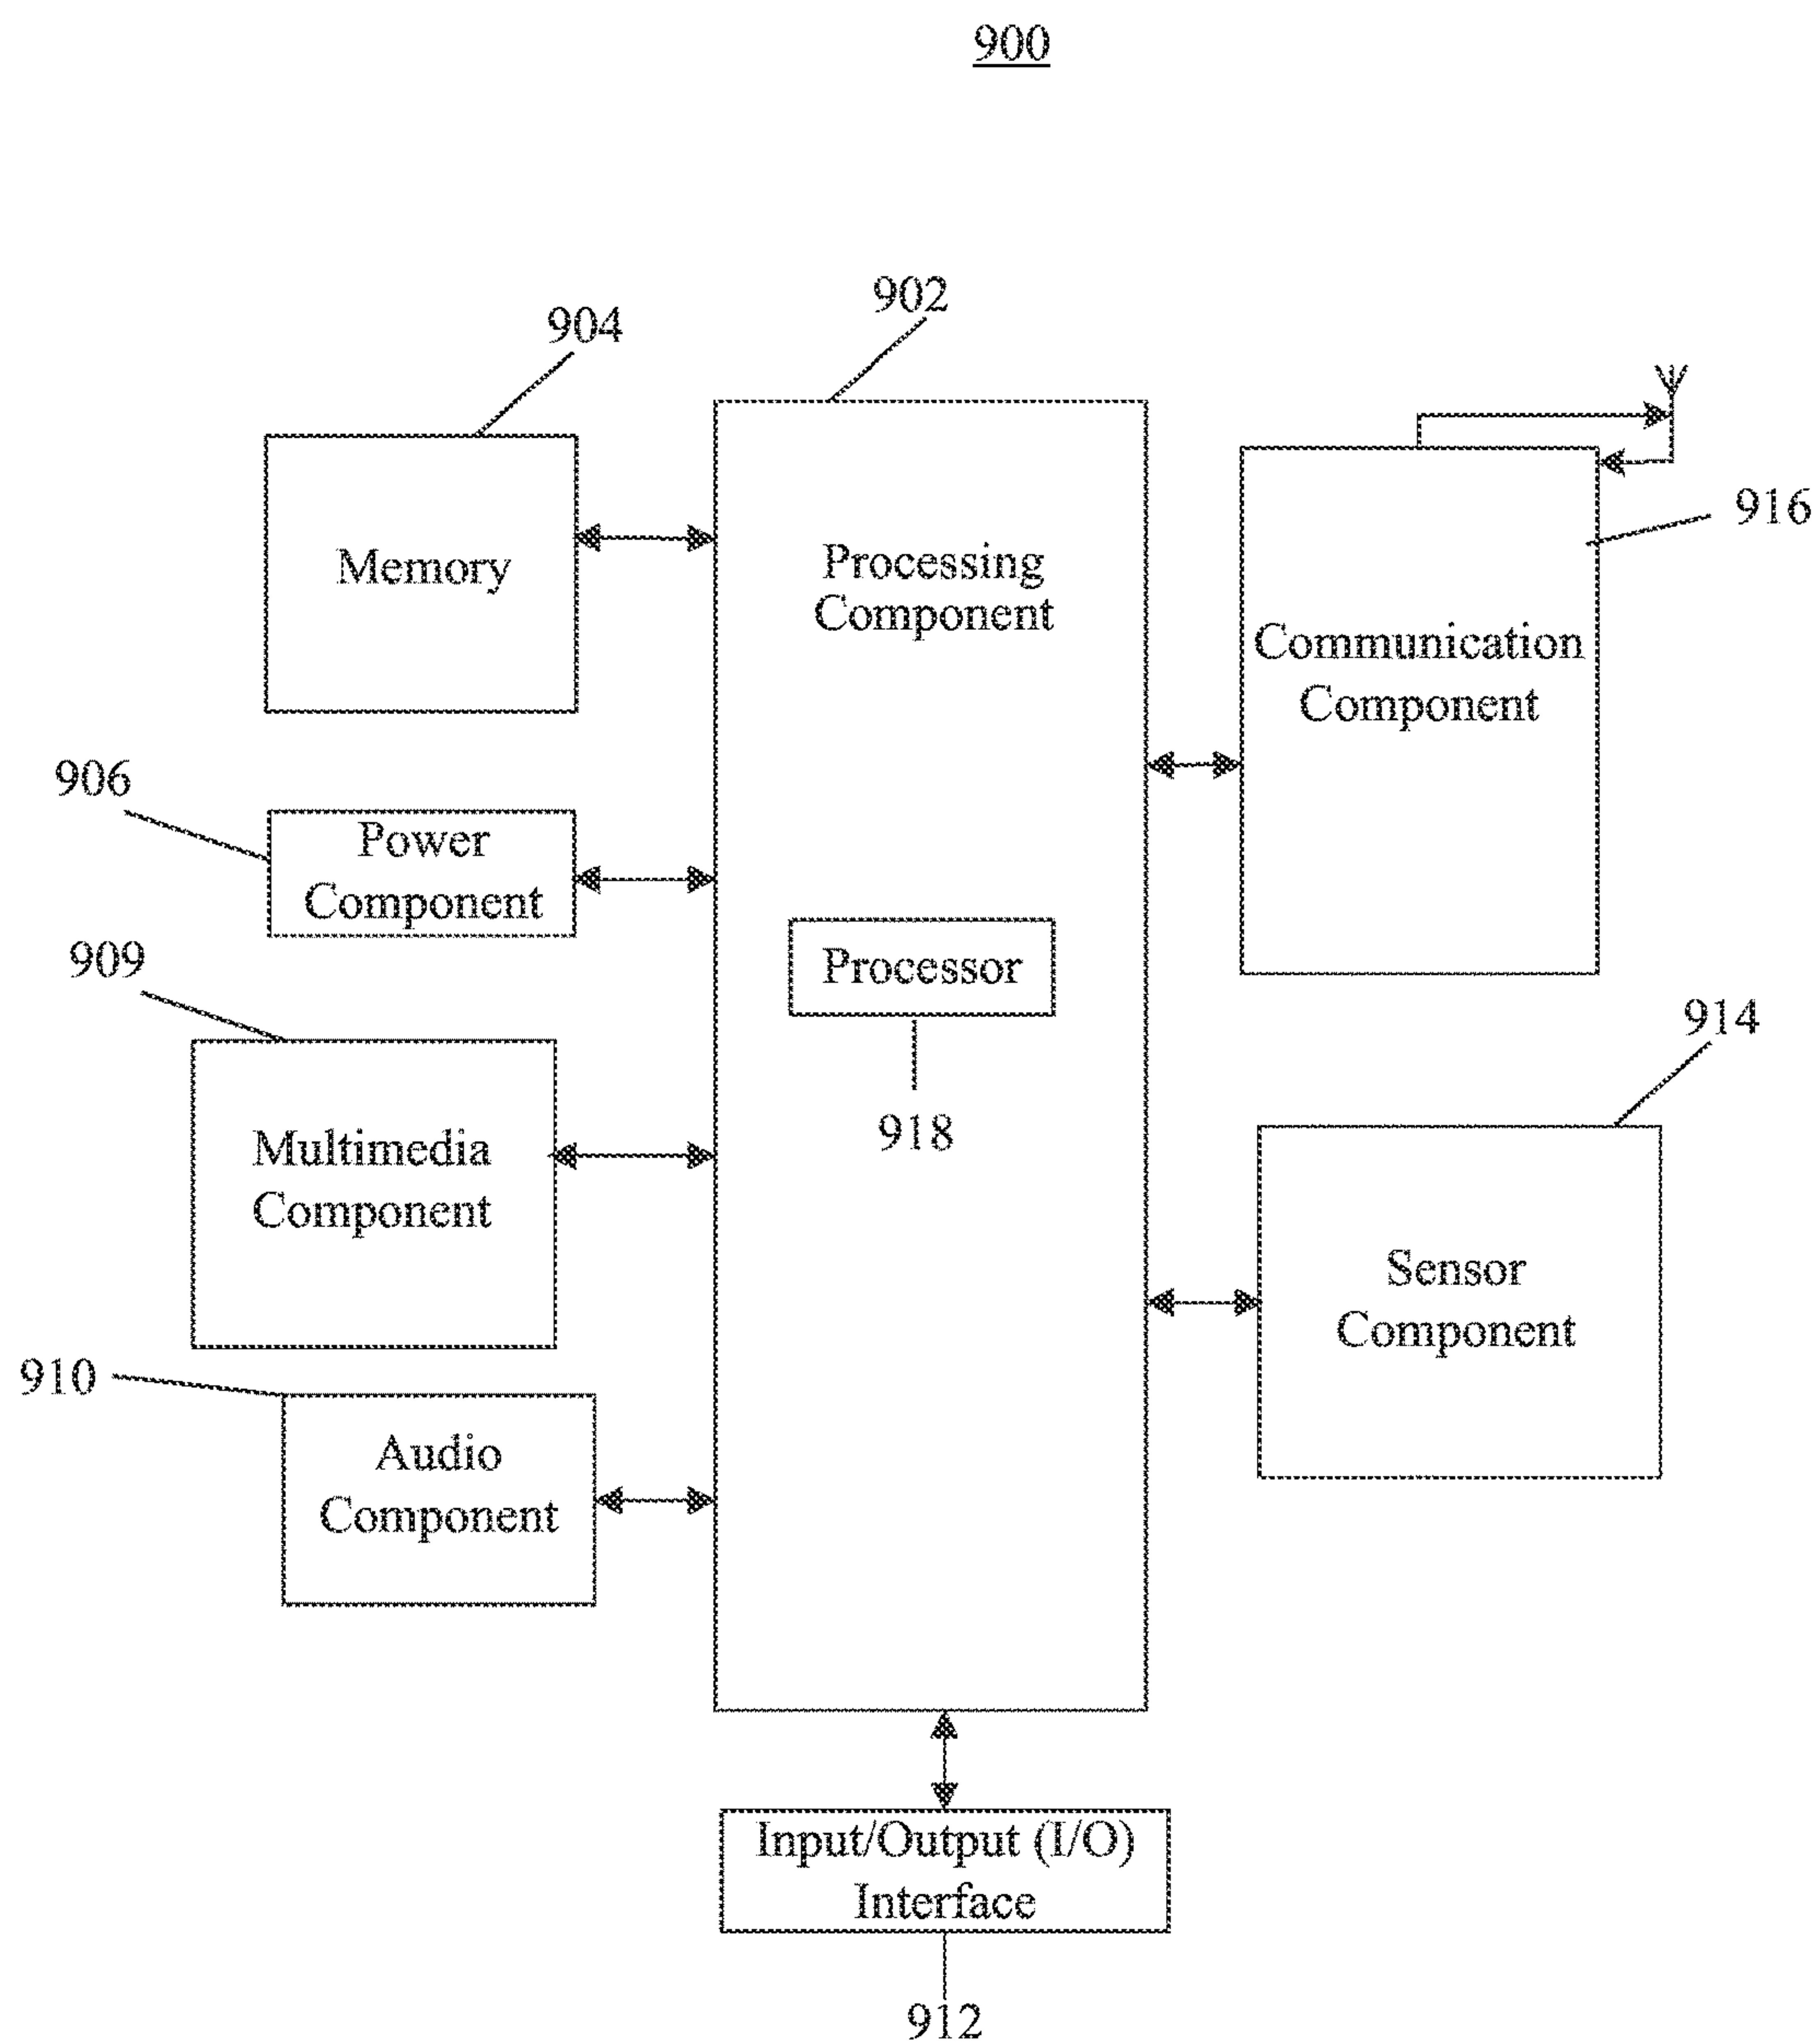 900
902
904
Memory
Processing
Component
916
Communication
Component
906
Power
Component
909
Processor
918
914
Multimedia
Component
Sensor
Component
910
Audio
Component
Input/Output (I/O)
Interface
912